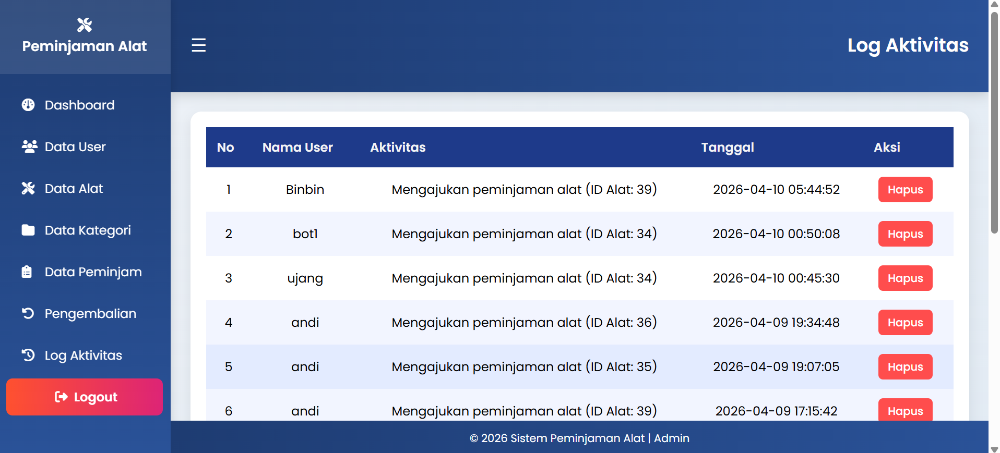 Peminjaman Alat
Dashboard
Data User
Data Alat
Data Kategori
Data Peminjam
Pengembalian
Log Aktivitas
Logout
Log Aktivitas
No Nama User Aktivitas Tanggal Aksi
1 Binbin Mengajukan peminjaman alat (ID Alat: 39) 2026-04-10 05:44:52 Hapus
2 bot1 Mengajukan peminjaman alat (ID Alat: 34) 2026-04-10 00:50:08 Hapus
3 ujang Mengajukan peminjaman alat (ID Alat: 34) 2026-04-10 00:45:30 Hapus
4 andi Mengajukan peminjaman alat (ID Alat: 36) 2026-04-09 19:34:48 Hapus
5 andi Mengajukan peminjaman alat (ID Alat: 35) 2026-04-09 19:07:05 Hapus
6 andi Mengajukan peminjaman alat (ID Alat: 39) 2026-04-09 17:15:42 Hapus
© 2026 Sistem Peminjaman Alat | Admin